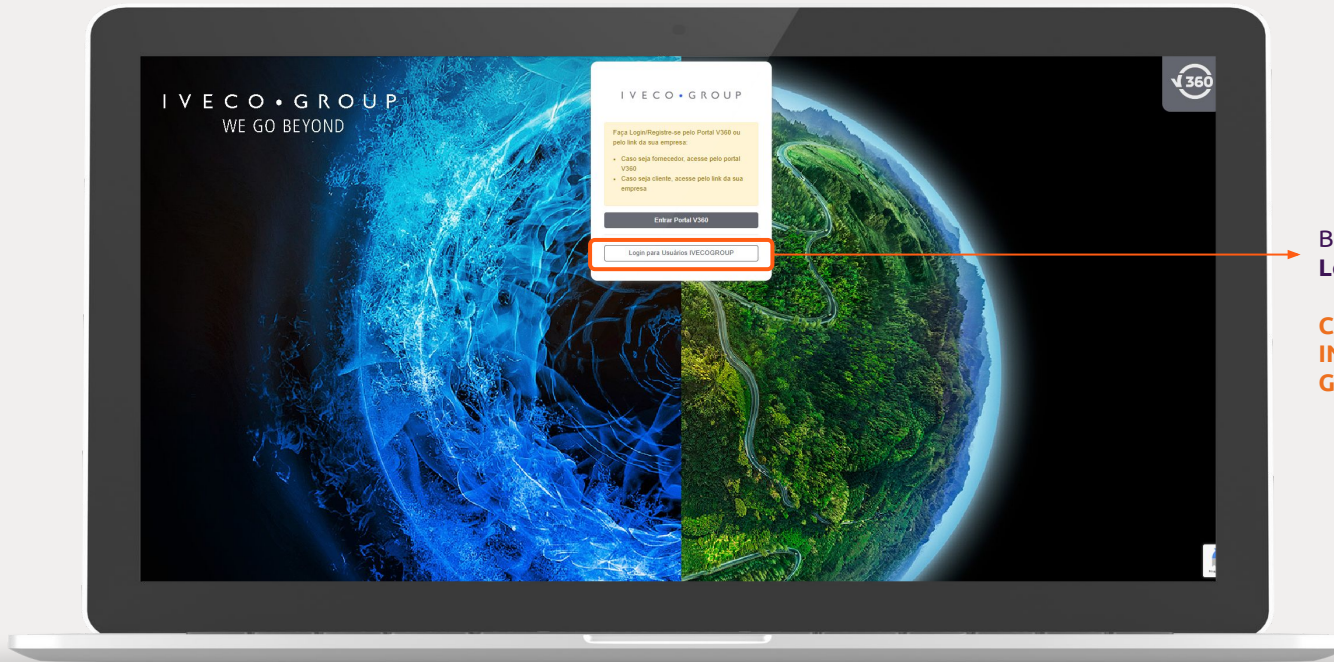 IVECO • GROUP
WE GO BEYOND
V360
IVECO • GROUP
Faça Login/Registre-se pelo Portal V360 ou
pelo link da sua empresa:
• Caso seja fornecedor, acesse pelo portal
V360
• Caso seja cliente, acesse pelo link da sua
empresa
Entrar Portal V360
Login para Usuários IVECOGROUP